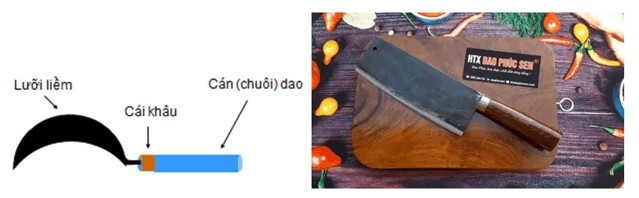 Lưỡi liềm
Cái khâu
Cán (chuôi) dao
HTX DAO PHÚC SEN